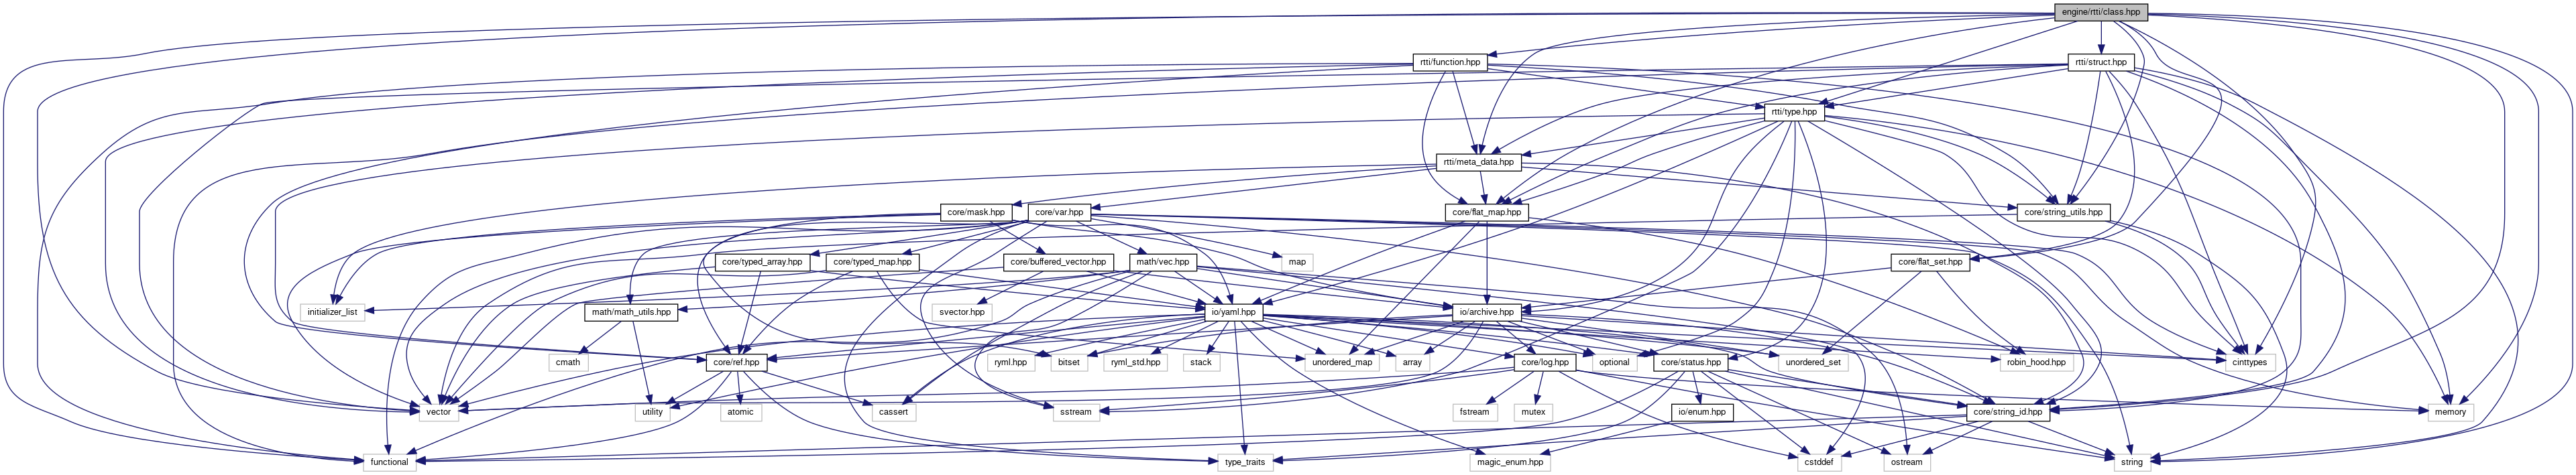 engine/rtti/class.hpp
rtti/function.hpp
rtti/struct.hpp
rtti/type.hpp
rtti/meta_data.hpp
core/mask.hpp
core/var.hpp
core/flat_map.hpp
core/string_utils.hpp
core/typed_array.hpp
core/typed_map.hpp
core/buffered_vector.hpp
math/vec.hpp
map
core/flat_set.hpp
initializer_list
math/math_utils.hpp
svector.hpp
io/yaml.hpp
io/archive.hpp
cmath
core/ref.hpp
ryml.hpp
bitset
ryml_std.hpp
stack
unordered_map
array
core/log.hpp
optional
core/status.hpp
unordered_set
robin_hood.hpp
cinttypes
vector
utility
atomic
cassert
sstream
fstream
mutex
io/enum.hpp
core/string_id.hpp
memory
functional
type_traits
magic_enum.hpp
cstddef
ostream
string